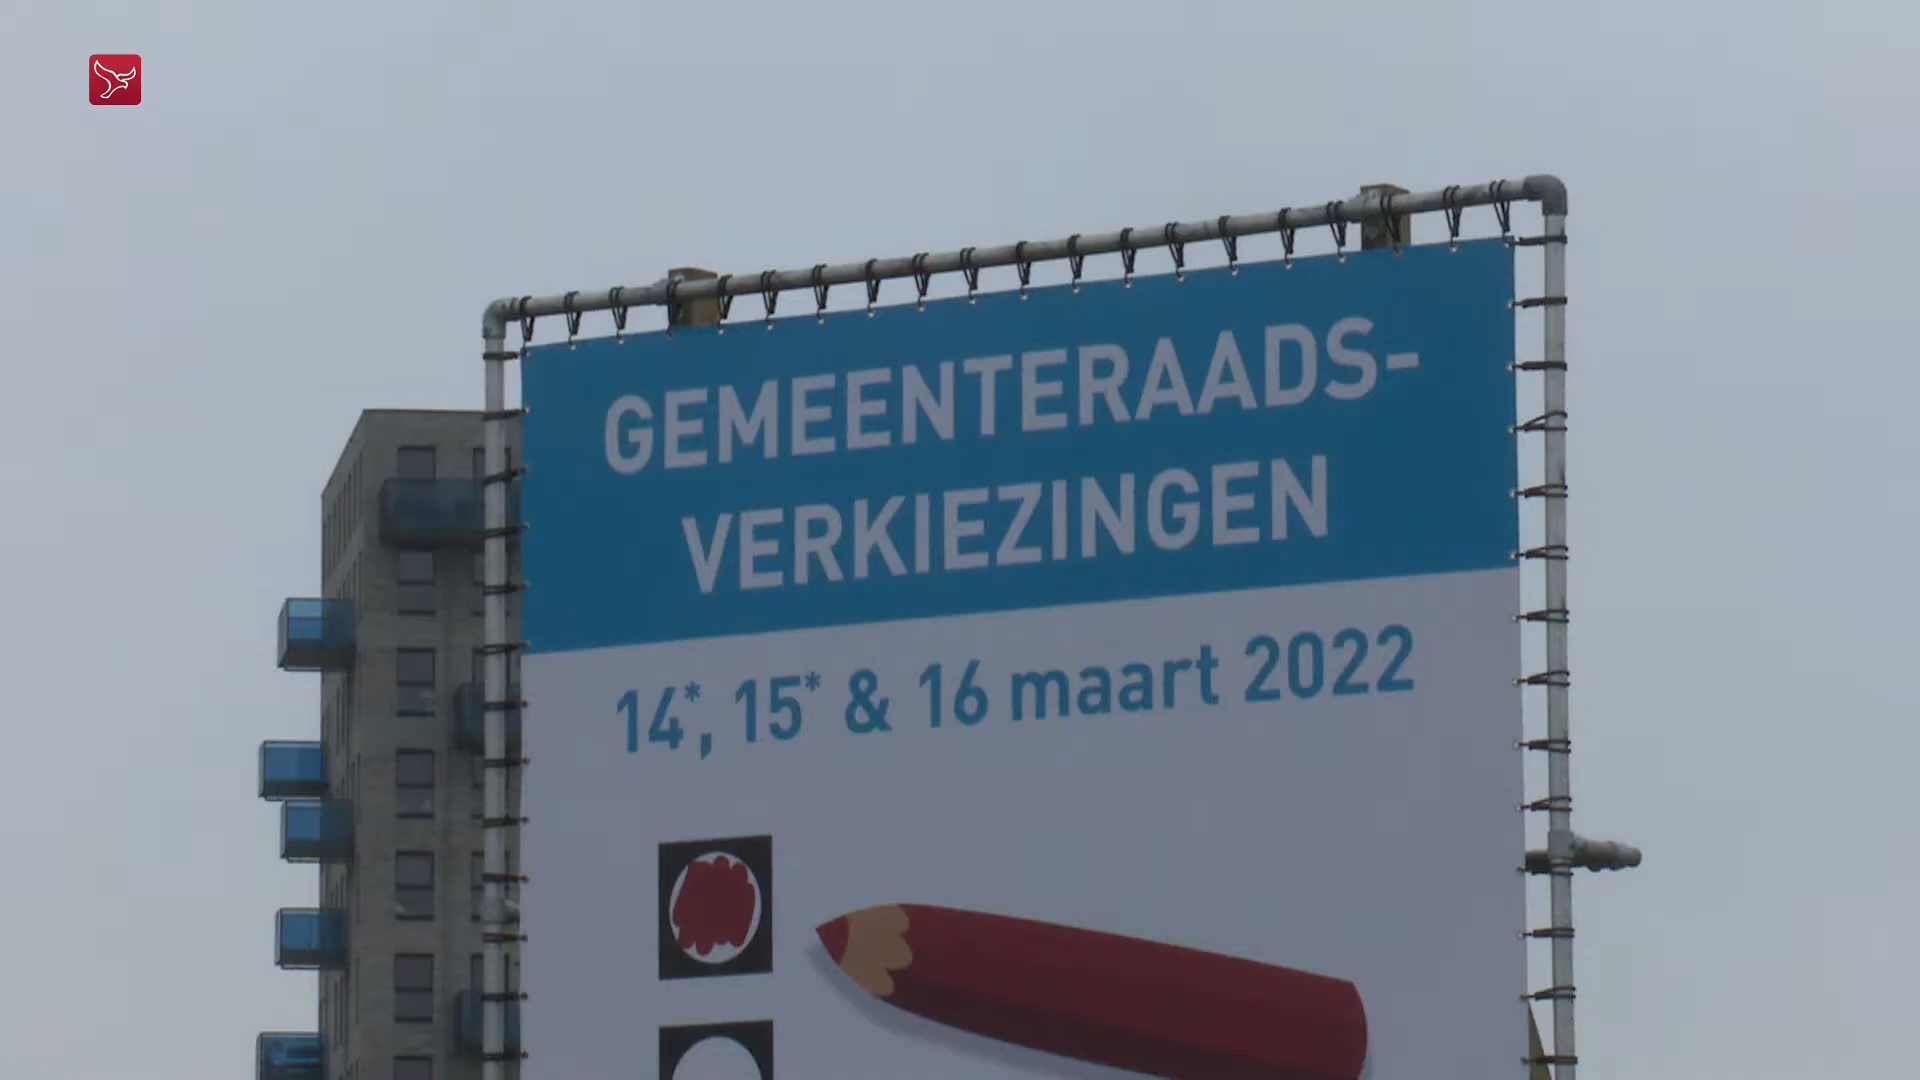 GEMEENTERAADS-
VERKIEZINGEN
14*, 15* & 16 maart 2022